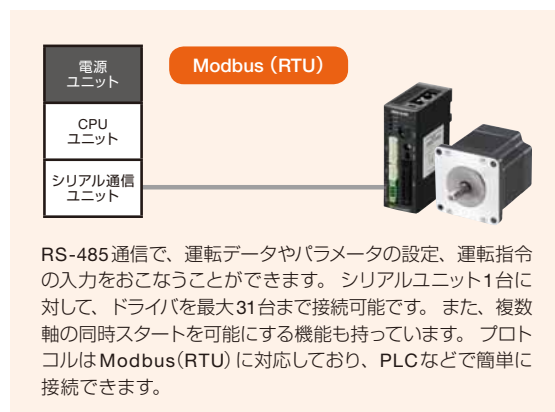 電源
ユニット
Modbus（RTU）
CPU
ユニット
シリアル通信
ユニット
RS-485通信で、運転データやパラメータの設定、運転指令
の入力をおこなうことができます。 シリアルユニット1台に
対して、ドライバを最大31台まで接続可能です。 また、複数
軸の同時スタートを可能にする機能も持っています。 プロト
コルはModbus（RTU）に対応しており、PLCなどで簡単に
接続できます。